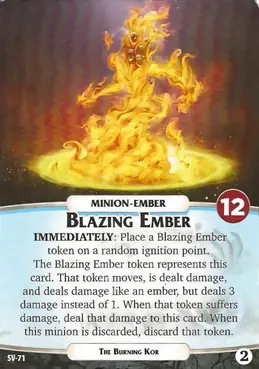 MINION-EMBER
BLAZING EMBER
12
IMMEDIATELY: Place a Blazing Ember
token on a random ignition point.
The Blazing Ember token represents this
card. That token moves, is dealt damage,
and deals damage like an ember, but deals 3
damage instead of 1. When that token suffers
damage, deal that damage to this card. When
this minion is discarded, discard that token.
SV-71
THE BURNING KOR
2